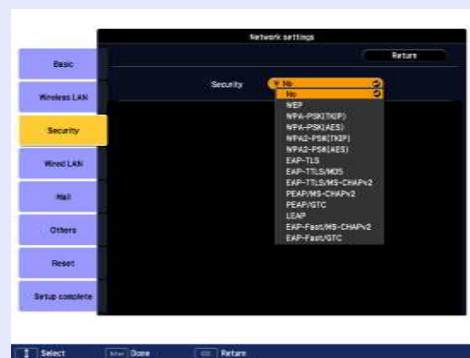 Network settings
Return
Basic
Wireless LAN
Security
Wired LAN
Mail
Others
Reset
Setup complete
Security
No
No
WEP
WPA-PSK(TKIP)
WPA-PSK(AES)
WPA2-PSK(TKIP)
WPA2-PSK(AES)
EAP-TLS
EAP-TTLS/MD5
EAP-TTLS/MS-CHAPv2
PEAP/MS-CHAPv2
PEAP/GTC
LEAP
EAP-Fast/MS-CHAPv2
EAP-Fast/GTC
Select
Enter Done
Return